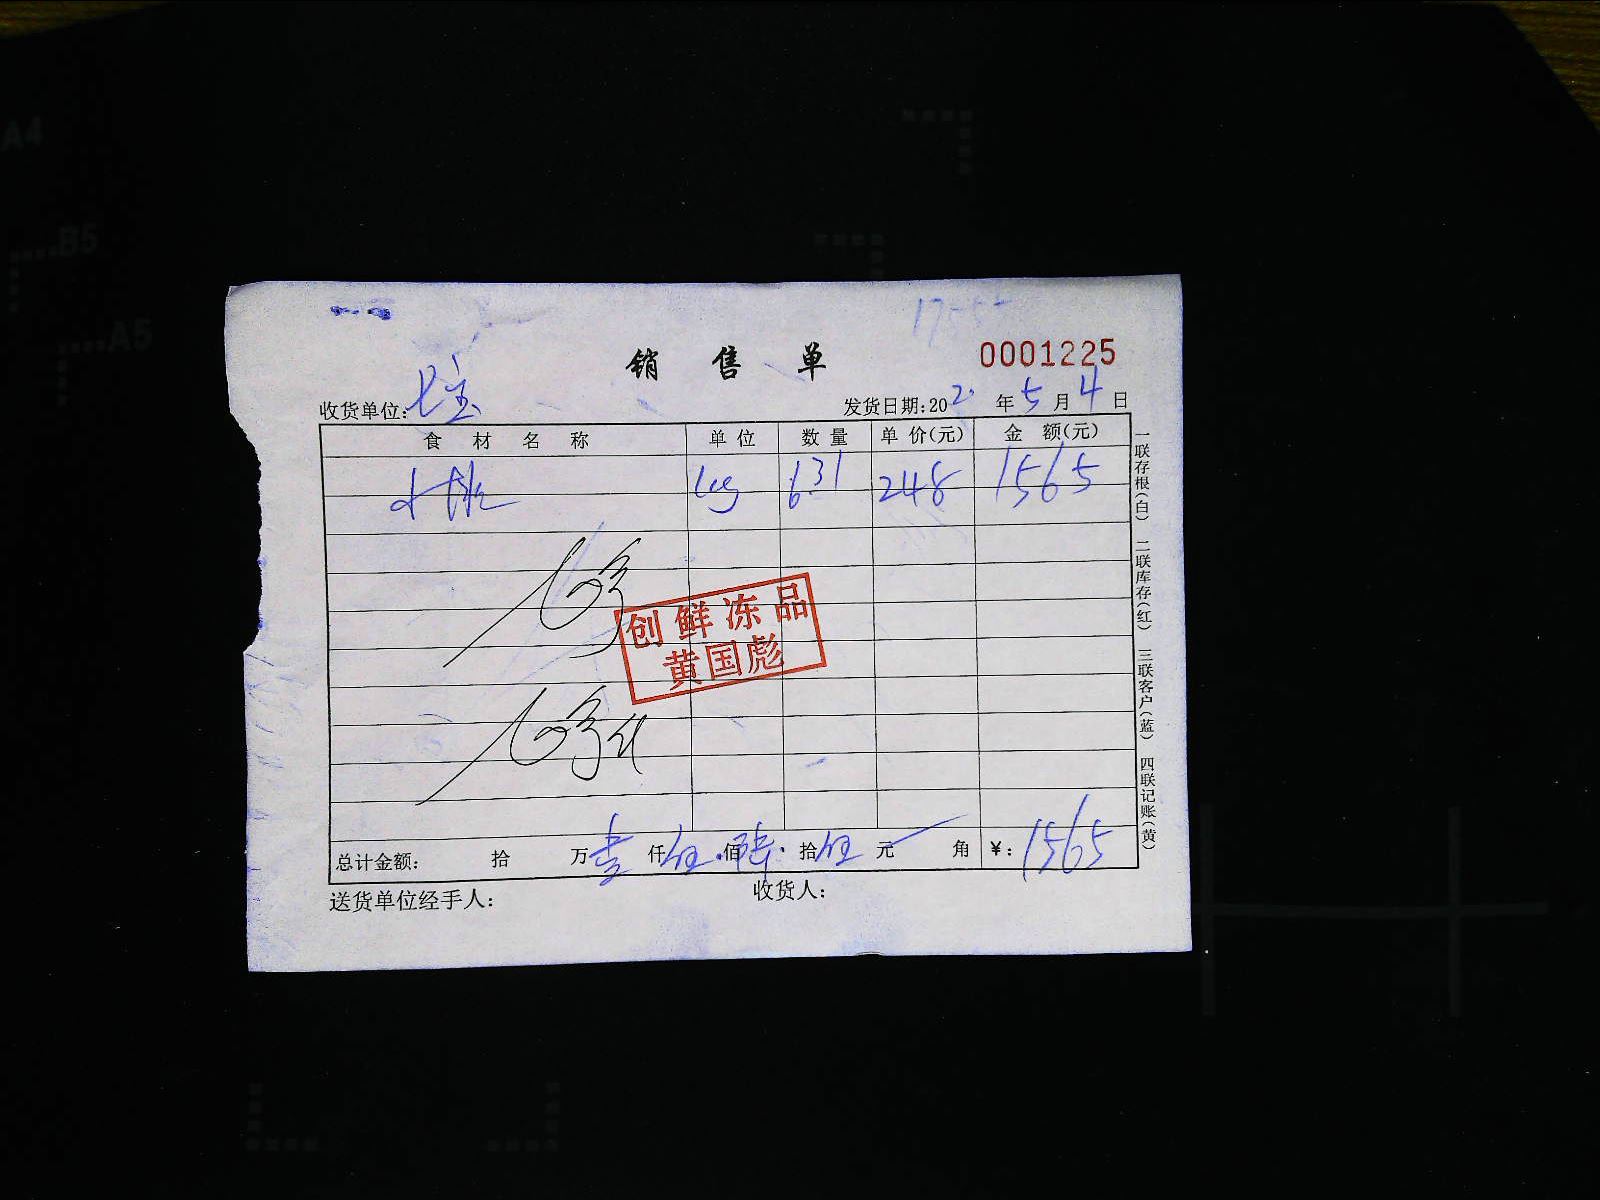 A4
B5
A5
销售单
0001225
收货单位:
发货日期:202 年5月4日
食材名称 单位 数量 单价(元) 金额(元)
kg 631 248 1565
创鲜冻品
黄国彪
总计金额: 拾 万壹仟伍佰陆拾伍元 角 ¥:1565
送货单位经手人: 收货人:
一联存根(白) 二联库存(红) 三联客户(蓝) 四联记账(黄)